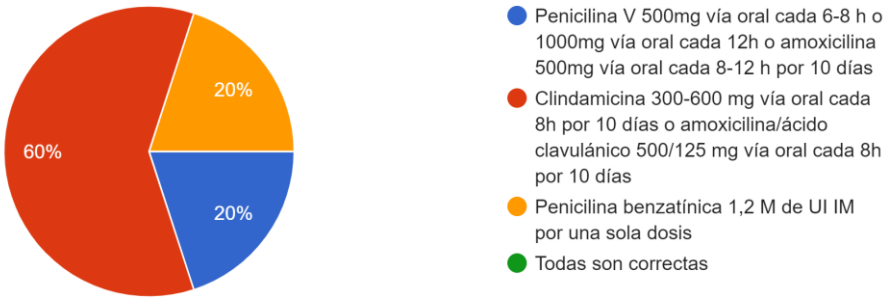 20%
60%
20%
Penicilina V 500mg vía oral cada 6-8 h o
1000mg vía oral cada 12h o amoxicilina
500mg vía oral cada 8-12 h por 10 días
Clindamicina 300-600 mg vía oral cada
8h por 10 días o amoxicilina/ácido
clavulánico 500/125 mg vía oral cada 8h
por 10 días
Penicilina benzatínica 1,2 M de UI IM
por una sola dosis
Todas son correctas